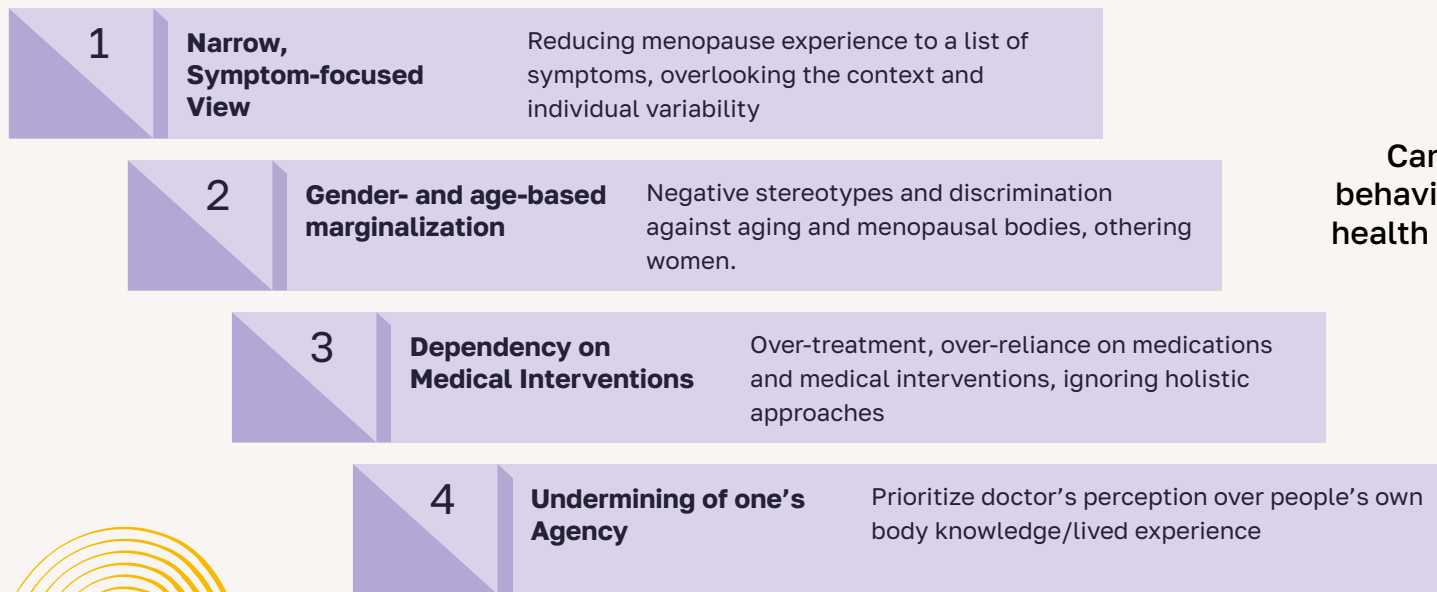 1
Narrow,
Symptom-focused
View
Reducing menopause experience to a list of
symptoms, overlooking the context and
individual variability
2
Gender- and age-based
marginalization
Negative stereotypes and discrimination
against aging and menopausal bodies, othering
women.
3
Dependency on
Medical Interventions
Over-treatment, over-reliance on medications
and medical interventions, ignoring holistic
approaches
4
Undermining of one’s
Agency
Prioritize doctor’s perception over people’s own
body knowledge/lived experience
health